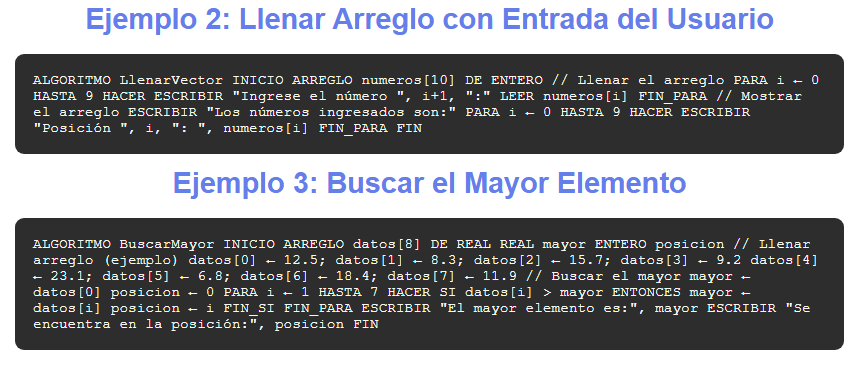 Ejemplo 2: Llenar Arreglo con Entrada del Usuario
ALGORITMO LlenarVector INICIO ARREGLO numeros[10] DE ENTERO // Llenar el arreglo PARA i ← 0
HASTA 9 HACER ESCRIBIR "Ingrese el número ", i+1, ":" LEER numeros[i] FIN_PARA // Mostrar
el arreglo ESCRIBIR "Los números ingresados son:" PARA i ← 0 HASTA 9 HACER ESCRIBIR
"Posición ", i, ": ", numeros[i] FIN_PARA FIN
Ejemplo 3: Buscar el Mayor Elemento
ALGORITMO BuscarMayor INICIO ARREGLO datos[8] DE REAL REAL mayor ENTERO posicion // Llenar
arreglo (ejemplo) datos[0] ← 12.5; datos[1] ← 8.3; datos[2] ← 15.7; datos[3] ← 9.2 datos[4]
← 23.1; datos[5] ← 6.8; datos[6] ← 18.4; datos[7] ← 11.9 // Buscar el mayor mayor ←
datos[0] posicion ← 0 PARA i ← 1 HASTA 7 HACER SI datos[i] > mayor ENTONCES mayor ←
datos[i] posicion ← i FIN_SI FIN_PARA ESCRIBIR "El mayor elemento es:", mayor ESCRIBIR "Se
encuentra en la posición:", posicion FIN